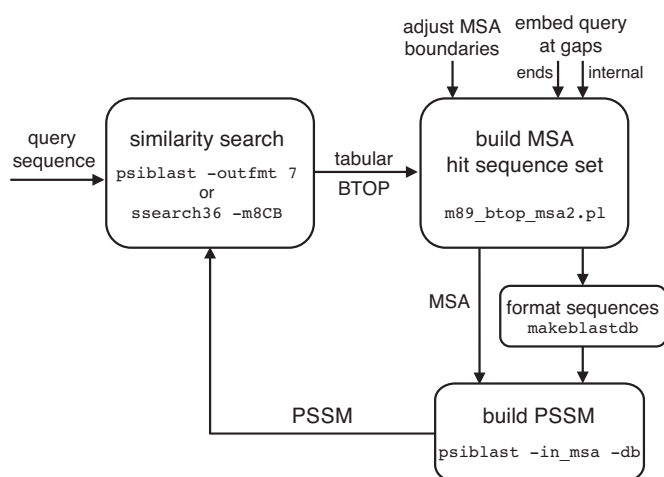 adjust MSA
boundaries
embed query
at gaps
ends
internal
query
sequence
similarity search
psiblast -outfmt 7
or
ssearch36 -m8CB
tabular
BTOP
build MSA
hit sequence set
m89_btop_msa2.pl
MSA
format sequences
makeblastdb
PSSM
build PSSM
psiblast -in_msa -db